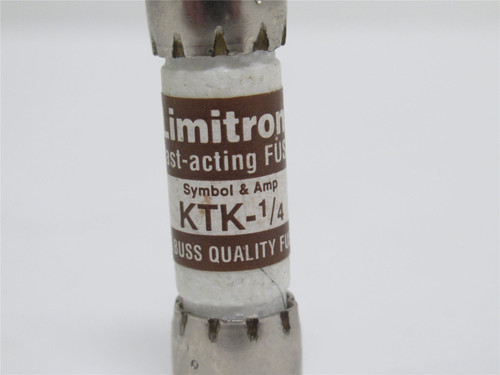 Limitron
ast-acting FUS
Symbol & Amp
KTK-1/4
BUSS QUALITY FU